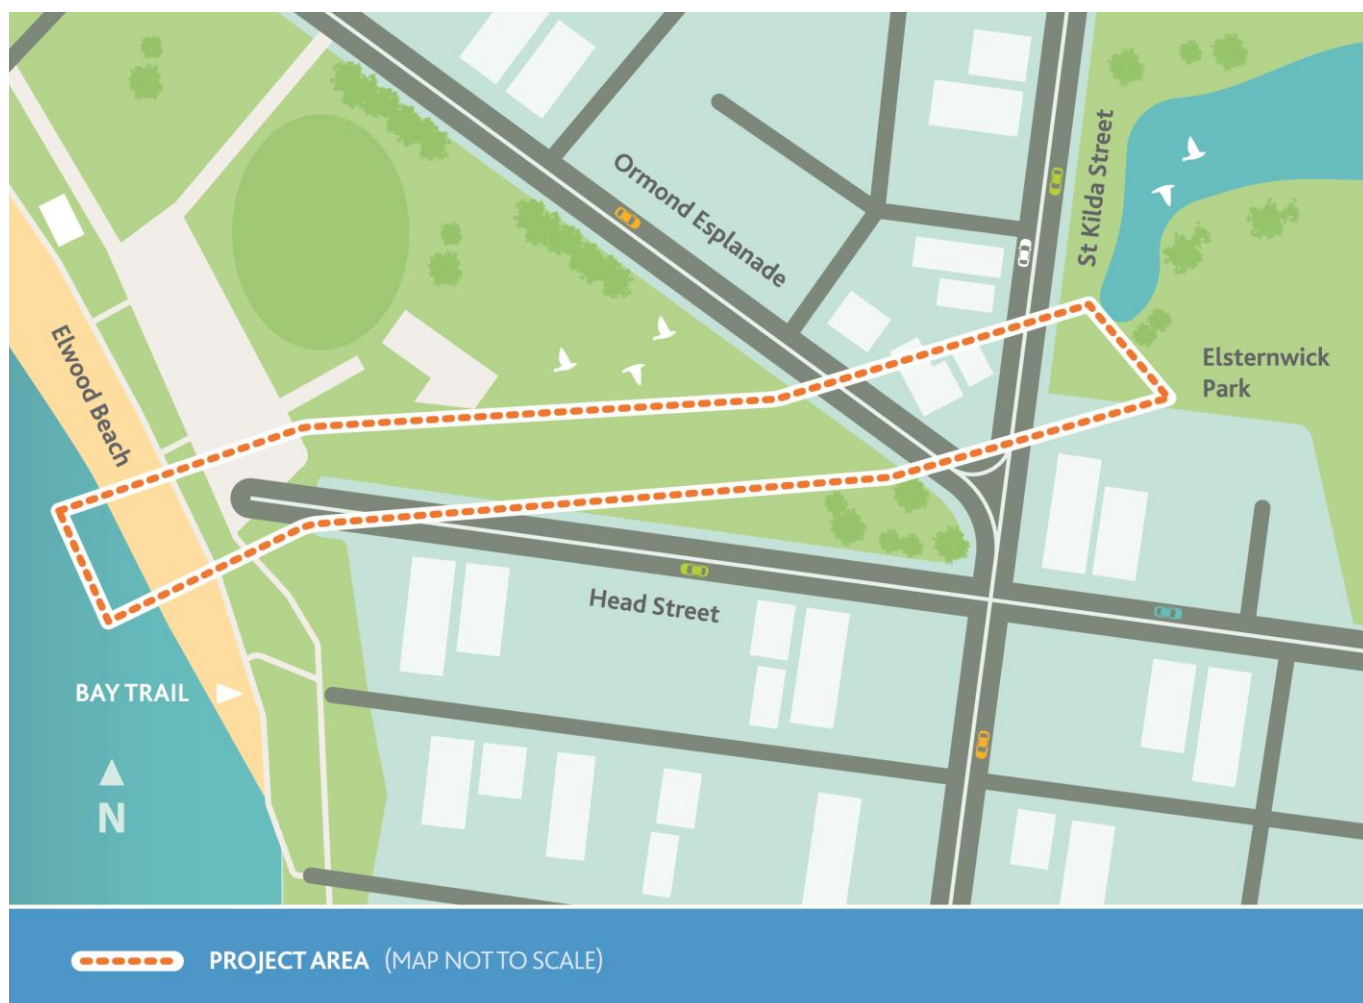 Ormond Esplanade
St Kilda Street
Elsternwick
Park
Elwood Beach
Head Street
BAY TRAIL
N
PROJECT AREA (MAP NOT TO SCALE)